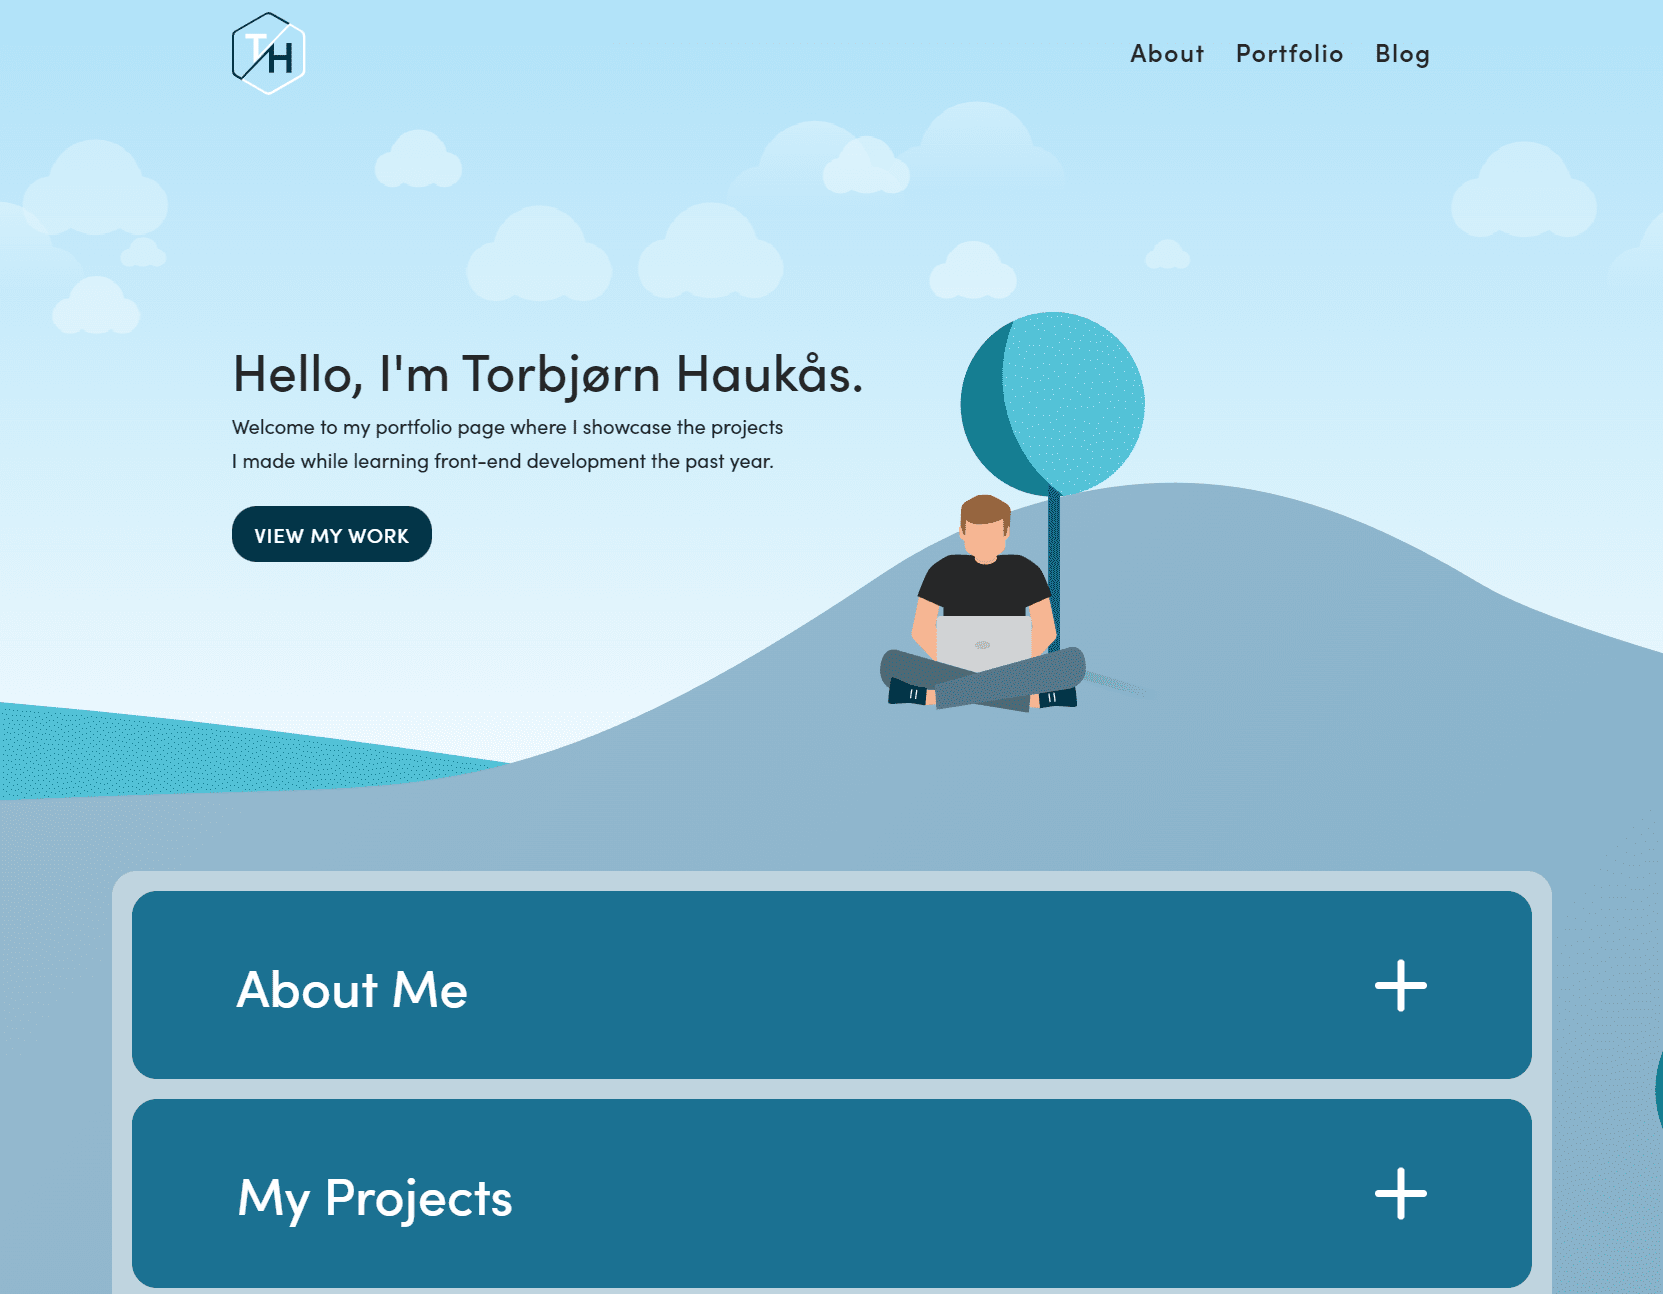 TH
About Portfolio Blog
Hello, I'm Torbjørn Haukås.
Welcome to my portfolio page where I showcase the projects
I made while learning front-end development the past year.
VIEW MY WORK
About Me
My Projects